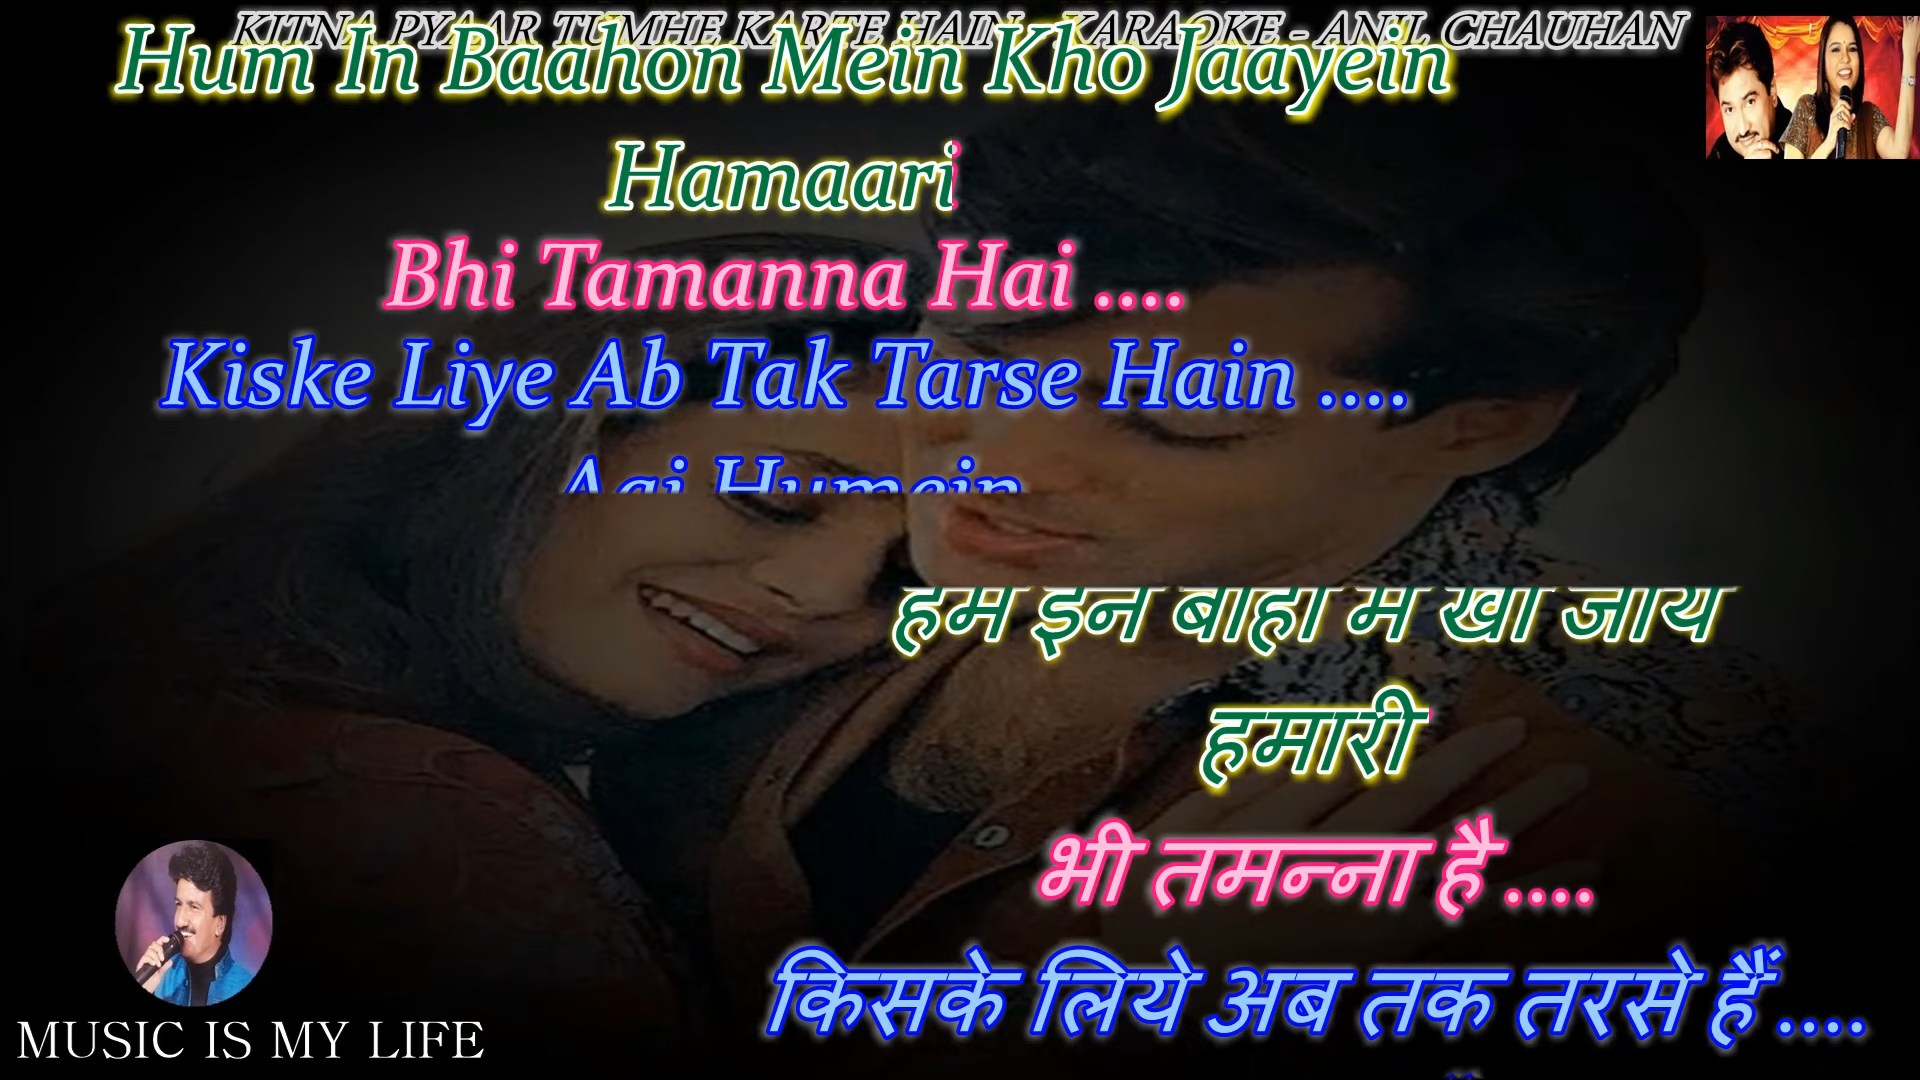 KITNA PYAAR TUMHE KARTE HAIN - KARAOKE - ANIL CHAUHAN
Hum In Baahon Mein Kho Jaayein
Hamaari
Bhi Tamanna Hai ....
Kiske Liye Ab Tak Tarse Hain ....
Humein
हम इन बाहों में खो जायें
हमारी
भी तमन्ना है ....
किसके लिये अब तक तरसे हैं ....
MUSIC IS MY LIFE